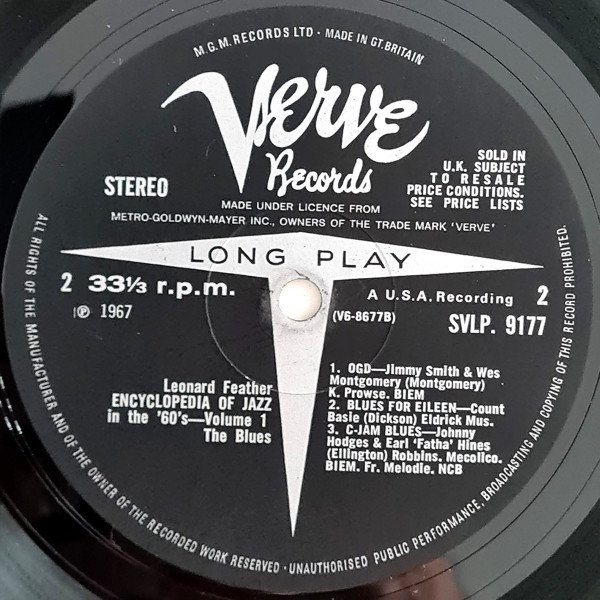 M.G.M. RECORDS LTD · MADE IN GT. BRITAIN
Verve
Records
STEREO
SOLD IN
U.K. SUBJECT
TO RESALE
PRICE CONDITIONS.
SEE PRICE LISTS
MADE UNDER LICENCE FROM
METRO-GOLDWYN-MAYER INC., OWNERS OF THE TRADE MARK 'VERVE'
LONG PLAY
2 33⅓ r.p.m.
℗ 1967
A U.S.A. Recording 2
(V6-8677B)
SVLP. 9177
Leonard Feather
ENCYCLOPEDIA OF JAZZ
in the '60's—Volume 1
The Blues
1. OGD—Jimmy Smith & Wes
Montgomery (Montgomery)
K. Prowse. BIEM
2. BLUES FOR EILEEN—Count
Basie (Dickson) Eldrick Mus.
3. C-JAM BLUES—Johnny
Hodges & Earl 'Fatha' Hines
(Ellington) Robbins. Mecolico.
BIEM. Fr. Melodie. NCB
ALL RIGHTS OF THE MANUFACTURER AND OF THE OWNER OF THE RECORDED WORK RESERVED · UNAUTHORISED PUBLIC PERFORMANCE, BROADCASTING AND COPYING OF THIS RECORD PROHIBITED.